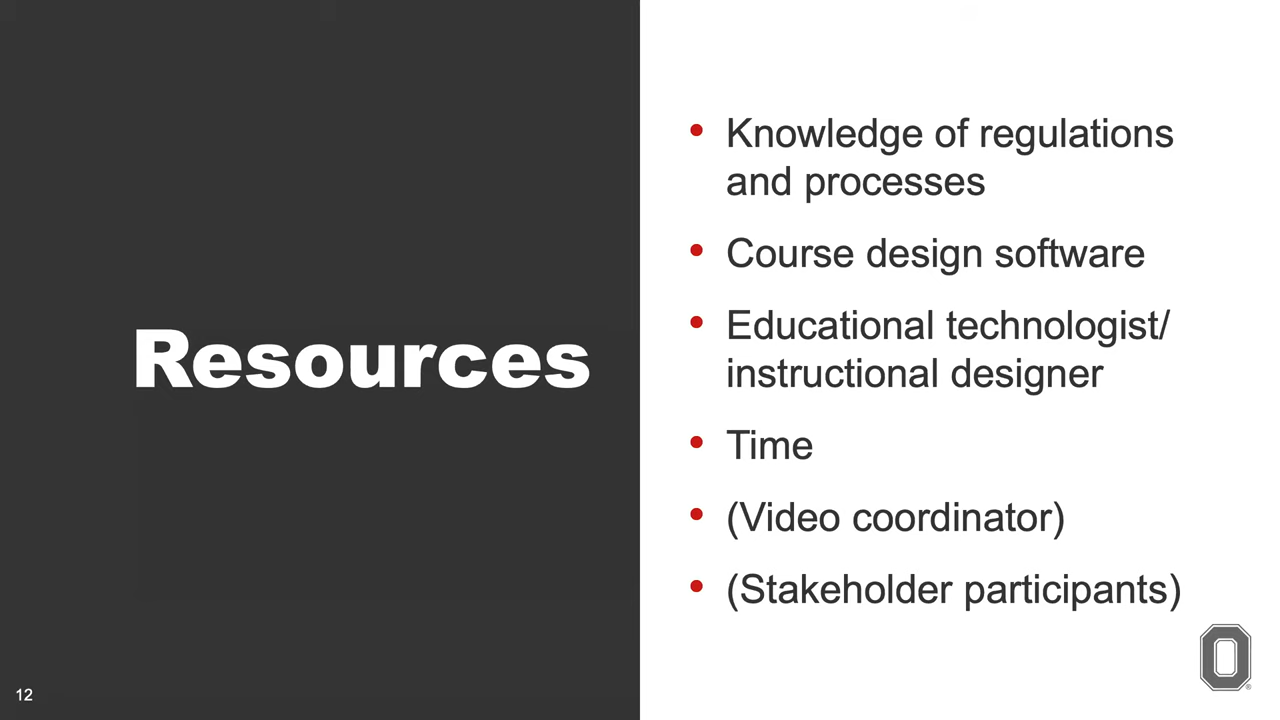 Resources
• Knowledge of regulations
and processes
• Course design software
• Educational technologist/
instructional designer
• Time
• (Video coordinator)
• (Stakeholder participants)
12
O
®